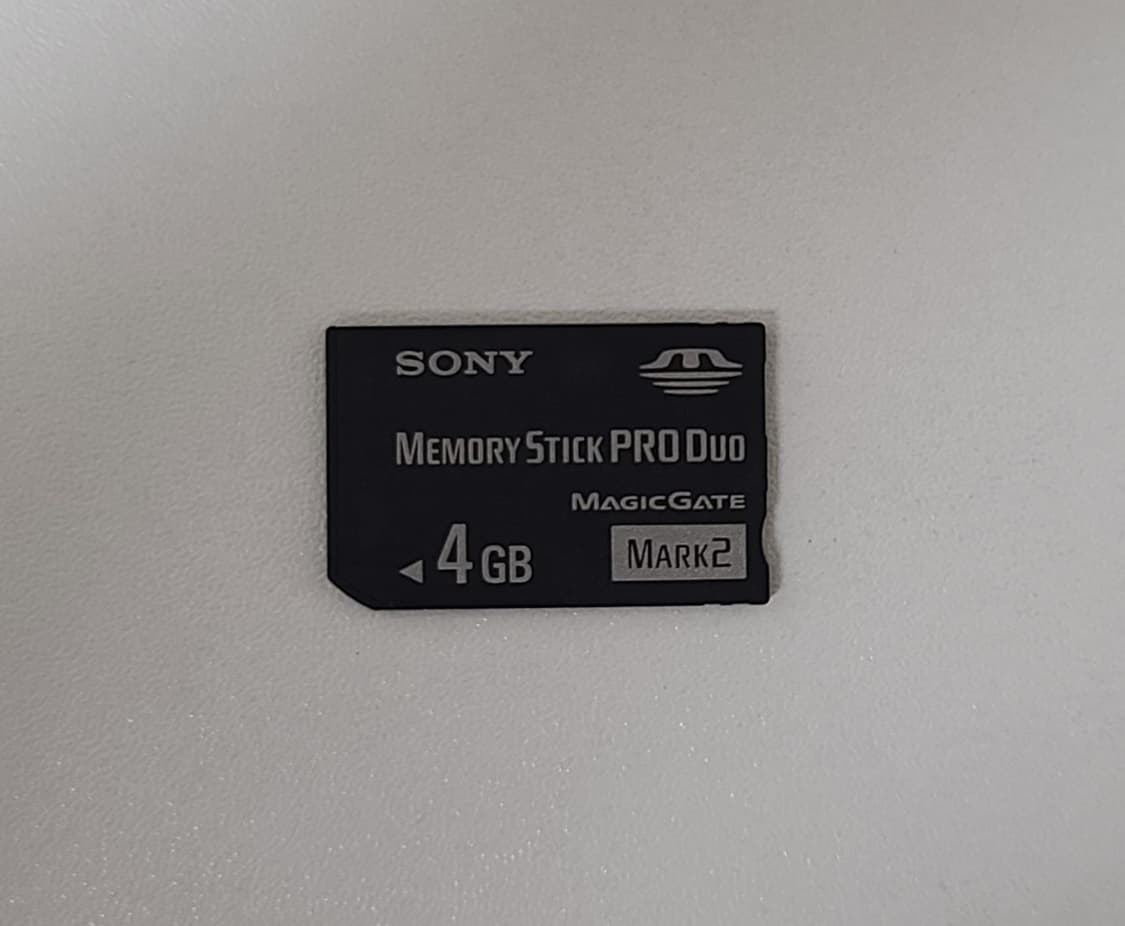 SONY
MEMORY STICK PRO DUO
MAGICGATE
4 GB
MARK2